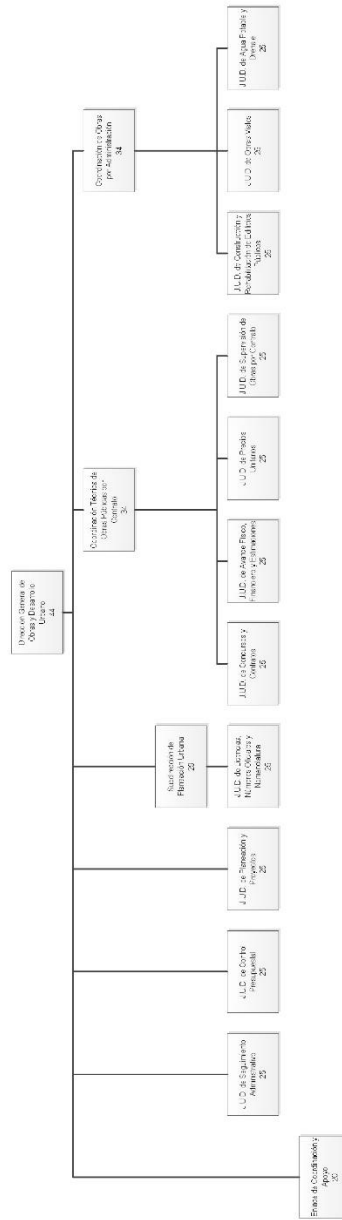 Dirección General de
Obras y Desarrollo
Urbano
44
Coordinación Técnica de
Obras Públicas por
Contrato
34
Coordinación de Obras
por Administración
34
Subdirección de
Planeación Urbana
29
J.U.D. de Seguimiento
Administrativo
25
J.U.D. de Control
Presupuestal
25
J.U.D. de Planeación y
Proyectos
25
J.U.D. de Licencias,
Números Oficiales y
Nomenclatura
25
J.U.D. de Concursos y
Contratos
25
J.U.D. de Avance Físico,
Financiero y Estimaciones
25
J.U.D. de Precios
Unitarios
25
J.U.D. de Supervisión de
Obras por Contrato
25
J.U.D. de Construcción y
Rehabilitación de Edificios
Públicos
25
J.U.D. de Obras Viales
25
J.U.D. de Agua Potable y
Drenaje
25
Enlace de Coordinación y
Apoyo
20